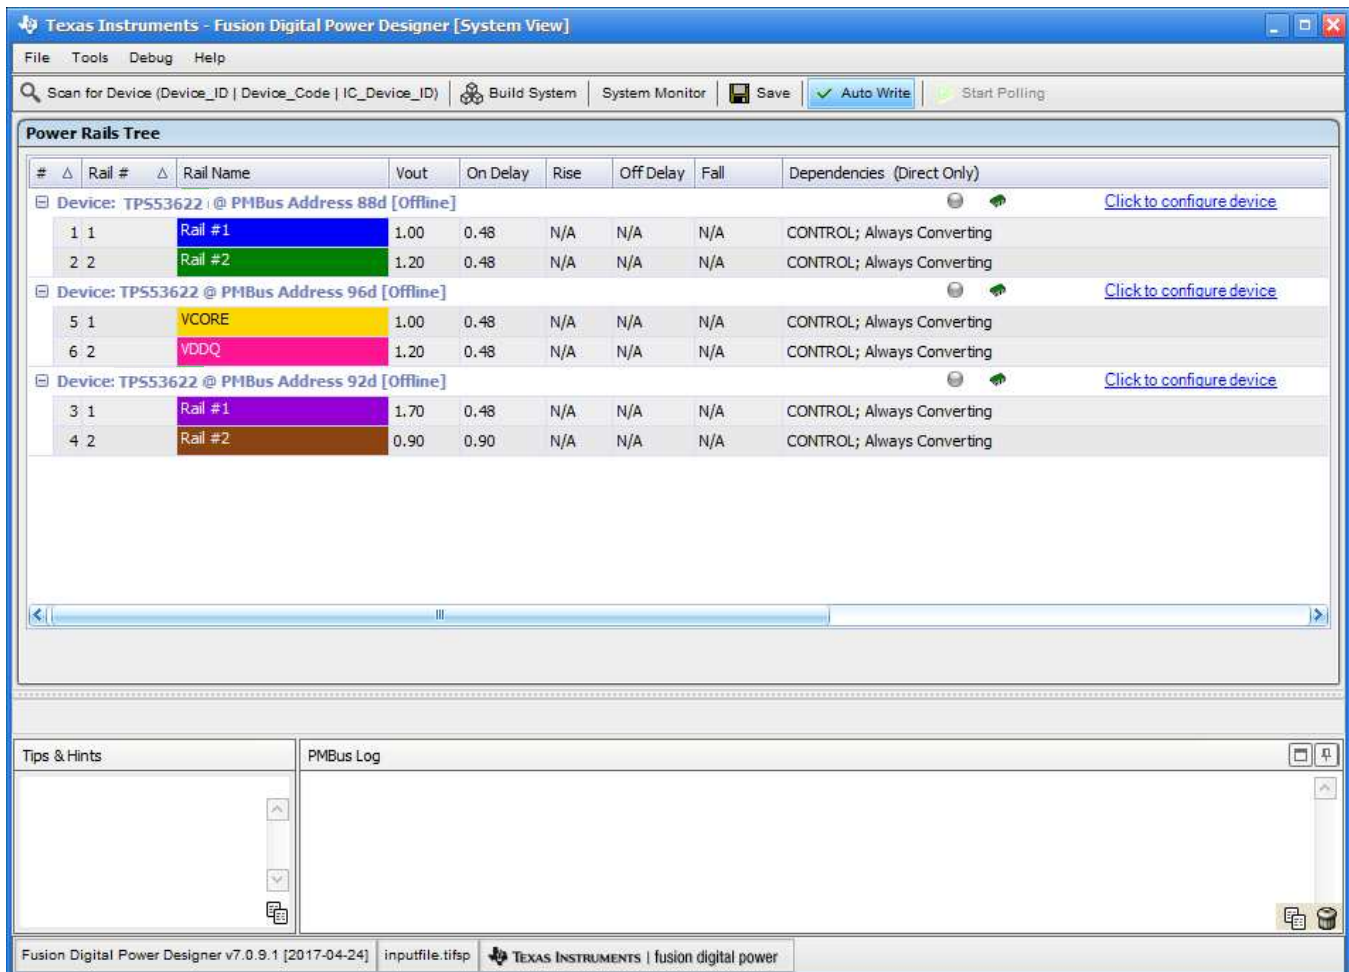 Texas Instruments - Fusion Digital Power Designer [System View]
File Tools Debug Help
Scan for Device (Device_ID | Device_Code | IC_Device_ID) Build System System Monitor Save Auto Write Start Polling
Power Rails Tree
# Rail # Rail Name Vout On Delay Rise Off Delay Fall Dependencies (Direct Only)
Device: TPS53622 @ PMBus Address 88d [Offline] Click to configure device
1 1 Rail #1 1.00 0.48 N/A N/A N/A CONTROL; Always Converting
2 2 Rail #2 1.20 0.48 N/A N/A N/A CONTROL; Always Converting
Device: TPS53622 @ PMBus Address 96d [Offline] Click to configure device
5 1 VCORE 1.00 0.48 N/A N/A N/A CONTROL; Always Converting
6 2 VDDQ 1.20 0.48 N/A N/A N/A CONTROL; Always Converting
Device: TPS53622 @ PMBus Address 92d [Offline] Click to configure device
3 1 Rail #1 1.70 0.48 N/A N/A N/A CONTROL; Always Converting
4 2 Rail #2 0.90 0.90 N/A N/A N/A CONTROL; Always Converting
Tips & Hints PMBus Log
Fusion Digital Power Designer v7.0.9.1 [2017-04-24] inputfile.tifsp TEXAS INSTRUMENTS | fusion digital power